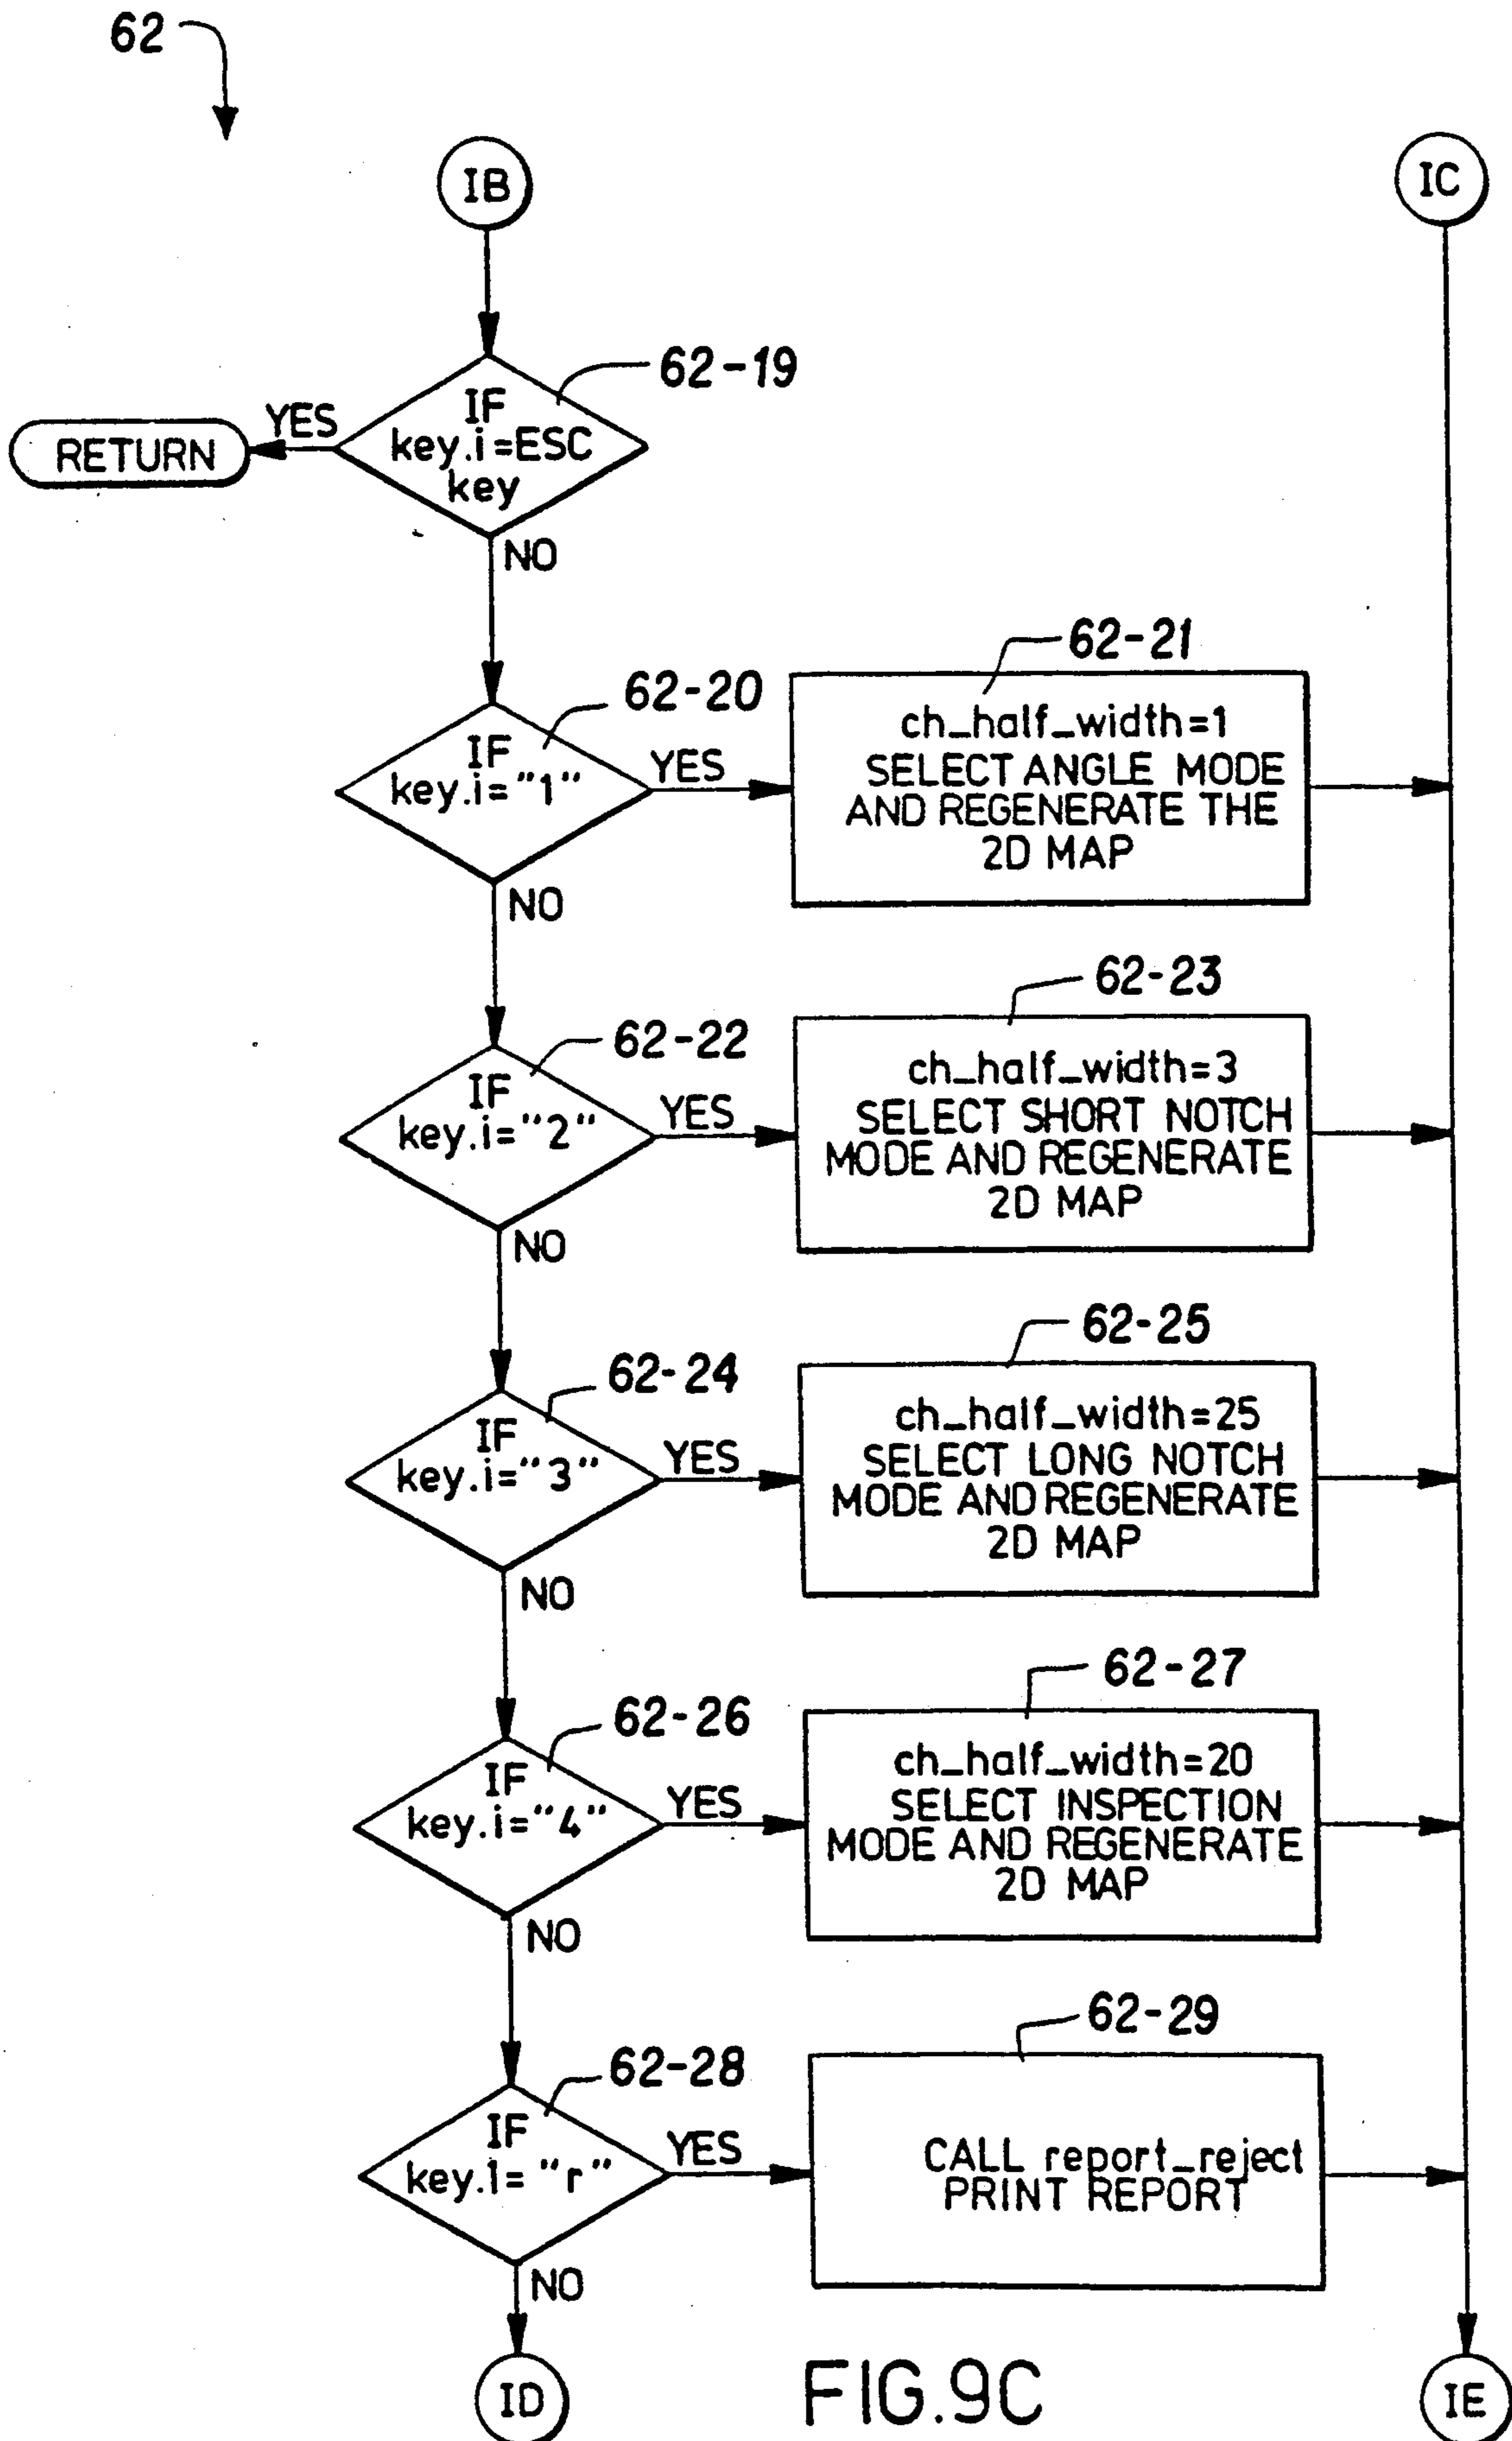 62
IB
IC
62-19
IF
key.i=ESC
key
YES
RETURN
NO
62-20
IF
key.i="1"
YES
62-21
ch_half_width=1
SELECT ANGLE MODE
AND REGENERATE THE
2D MAP
NO
62-22
IF
key.i="2"
YES
62-23
ch_half_width=3
SELECT SHORT NOTCH
MODE AND REGENERATE
2D MAP
NO
62-24
IF
key.i="3"
YES
62-25
ch_half_width=25
SELECT LONG NOTCH
MODE AND REGENERATE
2D MAP
NO
62-26
IF
key.i="4"
YES
62-27
ch_half_width=20
SELECT INSPECTION
MODE AND REGENERATE
2D MAP
NO
62-28
IF
key.i="r"
YES
62-29
CALL report_reject
PRINT REPORT
NO
ID
FIG.9C
IE